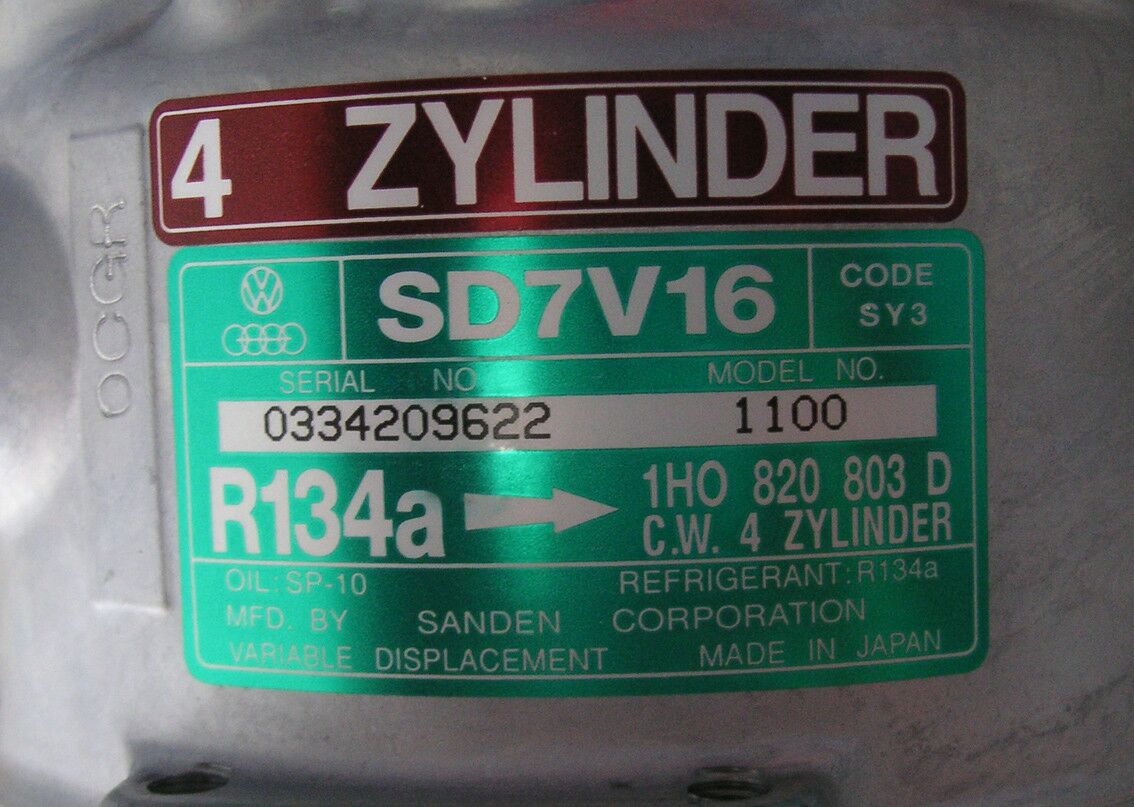 4 ZYLINDER
OCGR
SD7V16
CODE
SY3
SERIAL NO.
MODEL NO.
0334209622
1100
R134a
1HO 820 803 D
C.W. 4 ZYLINDER
OIL: SP-10
REFRIGERANT: R134a
MFD. BY SANDEN CORPORATION
VARIABLE DISPLACEMENT
MADE IN JAPAN